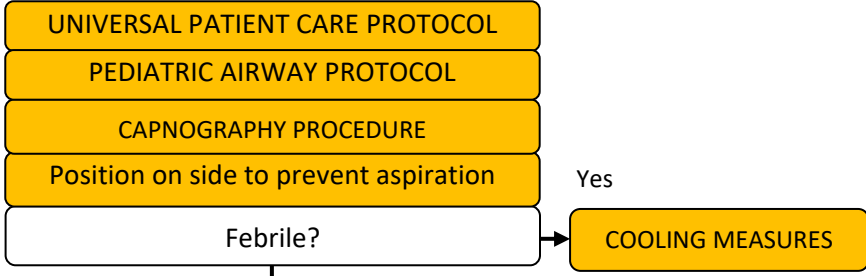 UNIVERSAL PATIENT CARE PROTOCOL
PEDIATRIC AIRWAY PROTOCOL
CAPNOGRAPHY PROCEDURE
Position on side to prevent aspiration
Yes
Febrile?
COOLING MEASURES